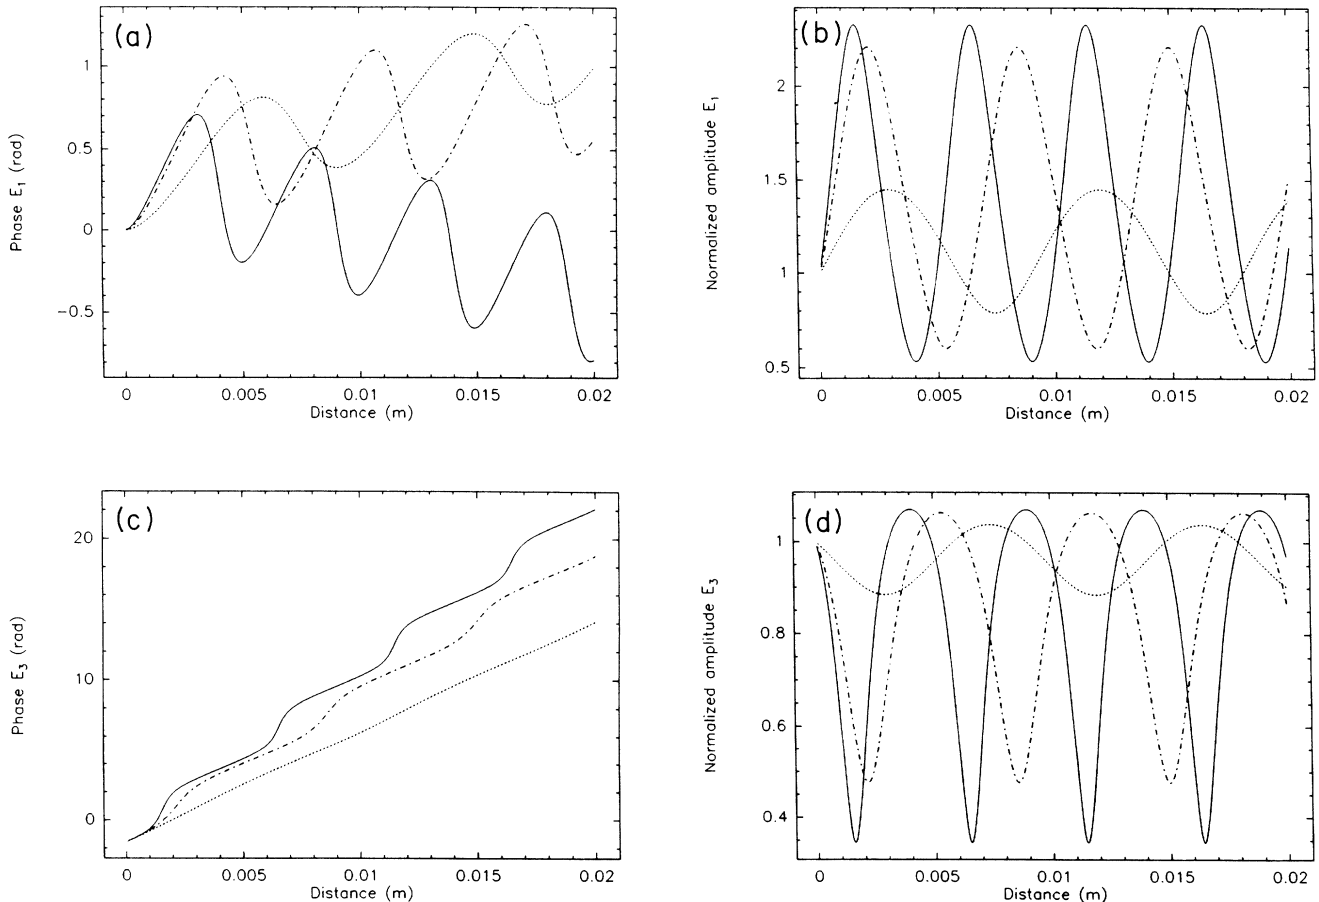 (a)
Phase E1 (rad)
1
0.5
0
−0.5
0 0.005 0.01 0.015 0.02
Distance (m)
(b)
Normalized amplitude E1
2
1.5
1
0.5
0 0.005 0.01 0.015 0.02
Distance (m)
(c)
Phase E3 (rad)
20
10
0
0 0.005 0.01 0.015 0.02
Distance (m)
(d)
Normalized amplitude E3
1
0.8
0.6
0.4
0 0.005 0.01 0.015 0.02
Distance (m)